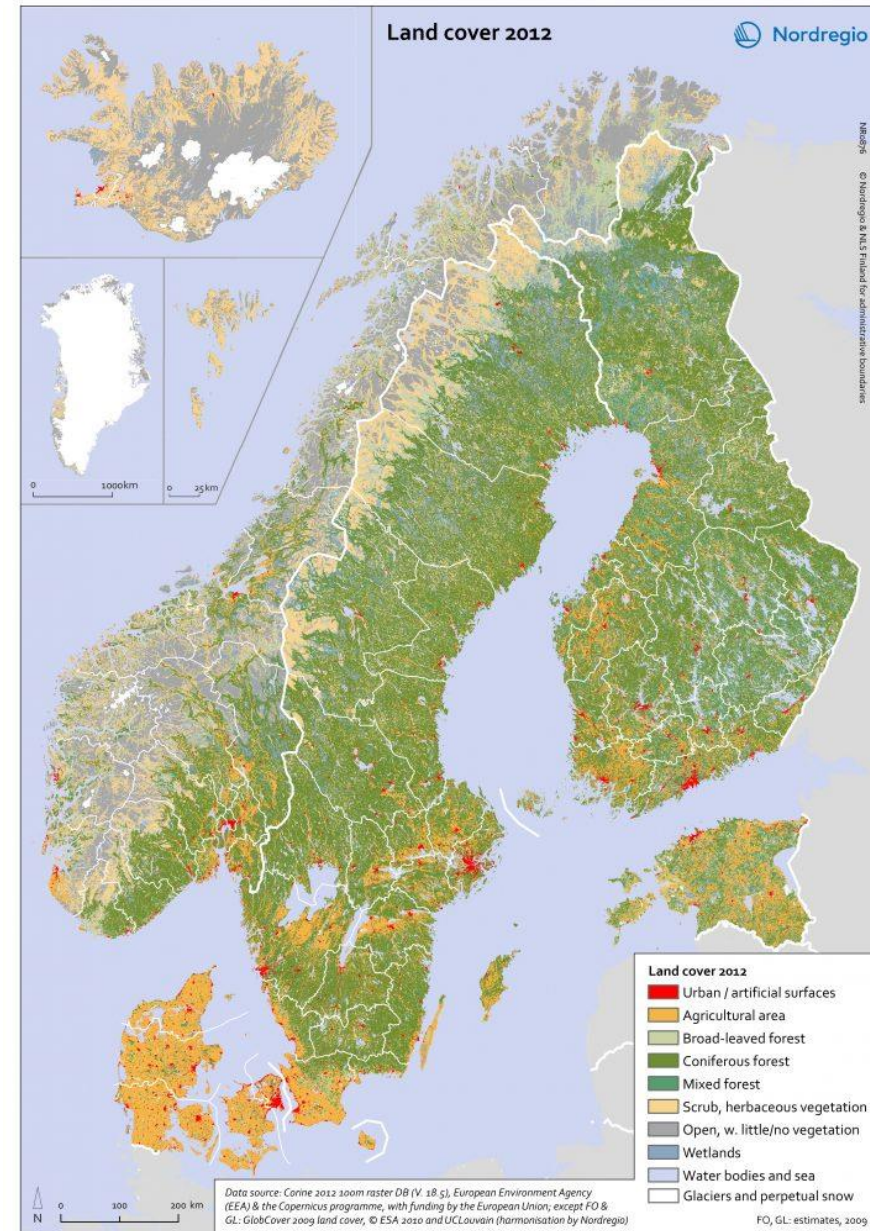 Land cover 2012
Nordregio
NR0876 © Nordregio & NLS Finland for administrative boundaries
0 1000km
0 25km
Land cover 2012
Urban / artificial surfaces
Agricultural area
Broad-leaved forest
Coniferous forest
Mixed forest
Scrub, herbaceous vegetation
Open, w. little/no vegetation
Wetlands
Water bodies and sea
Glaciers and perpetual snow
N
0 100 200 km
Data source: Corine 2012 100m raster DB (V. 18.5), European Environment Agency
(EEA) & the Copernicus programme, with funding by the European Union; except FO &
GL: GlobCover 2009 land cover, © ESA 2010 and UCLouvain (harmonisation by Nordregio)
FO, GL: estimates, 2009